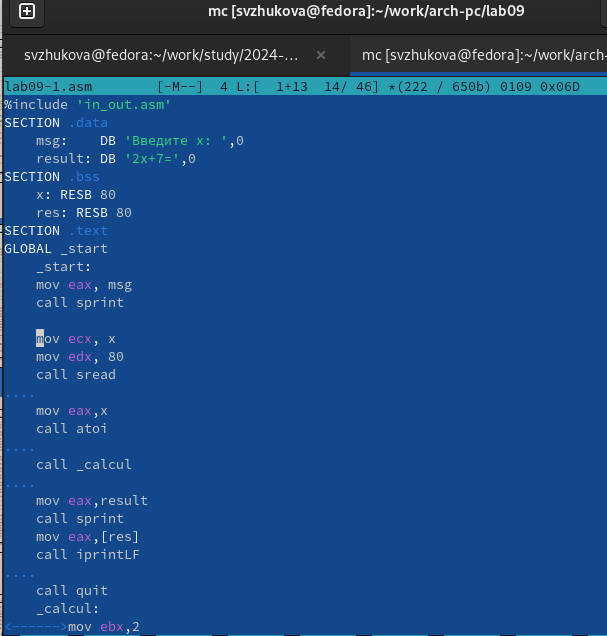 mc [svzhukova@fedora]:~/work/arch-pc/lab09
svzhukova@fedora:~/work/study/2024-... × mc [svzhukova@fedora]:~/work/arch-
lab09-1.asm        [-M--]  4 L:[  1+13  14/ 46] *(222 / 650b) 0109 0x06D
%include 'in_out.asm'
SECTION .data
    msg:    DB 'Введите x: ',0
    result: DB '2x+7=',0
SECTION .bss
    x: RESB 80
    res: RESB 80
SECTION .text
GLOBAL _start
    _start:
    mov eax, msg
    call sprint
    mov ecx, x
    mov edx, 80
    call sread
....
    mov eax,x
    call atoi
....
    call _calcul
....
    mov eax,result
    call sprint
    mov eax,[res]
    call iprintLF
....
    call quit
    _calcul:
<------>mov ebx,2